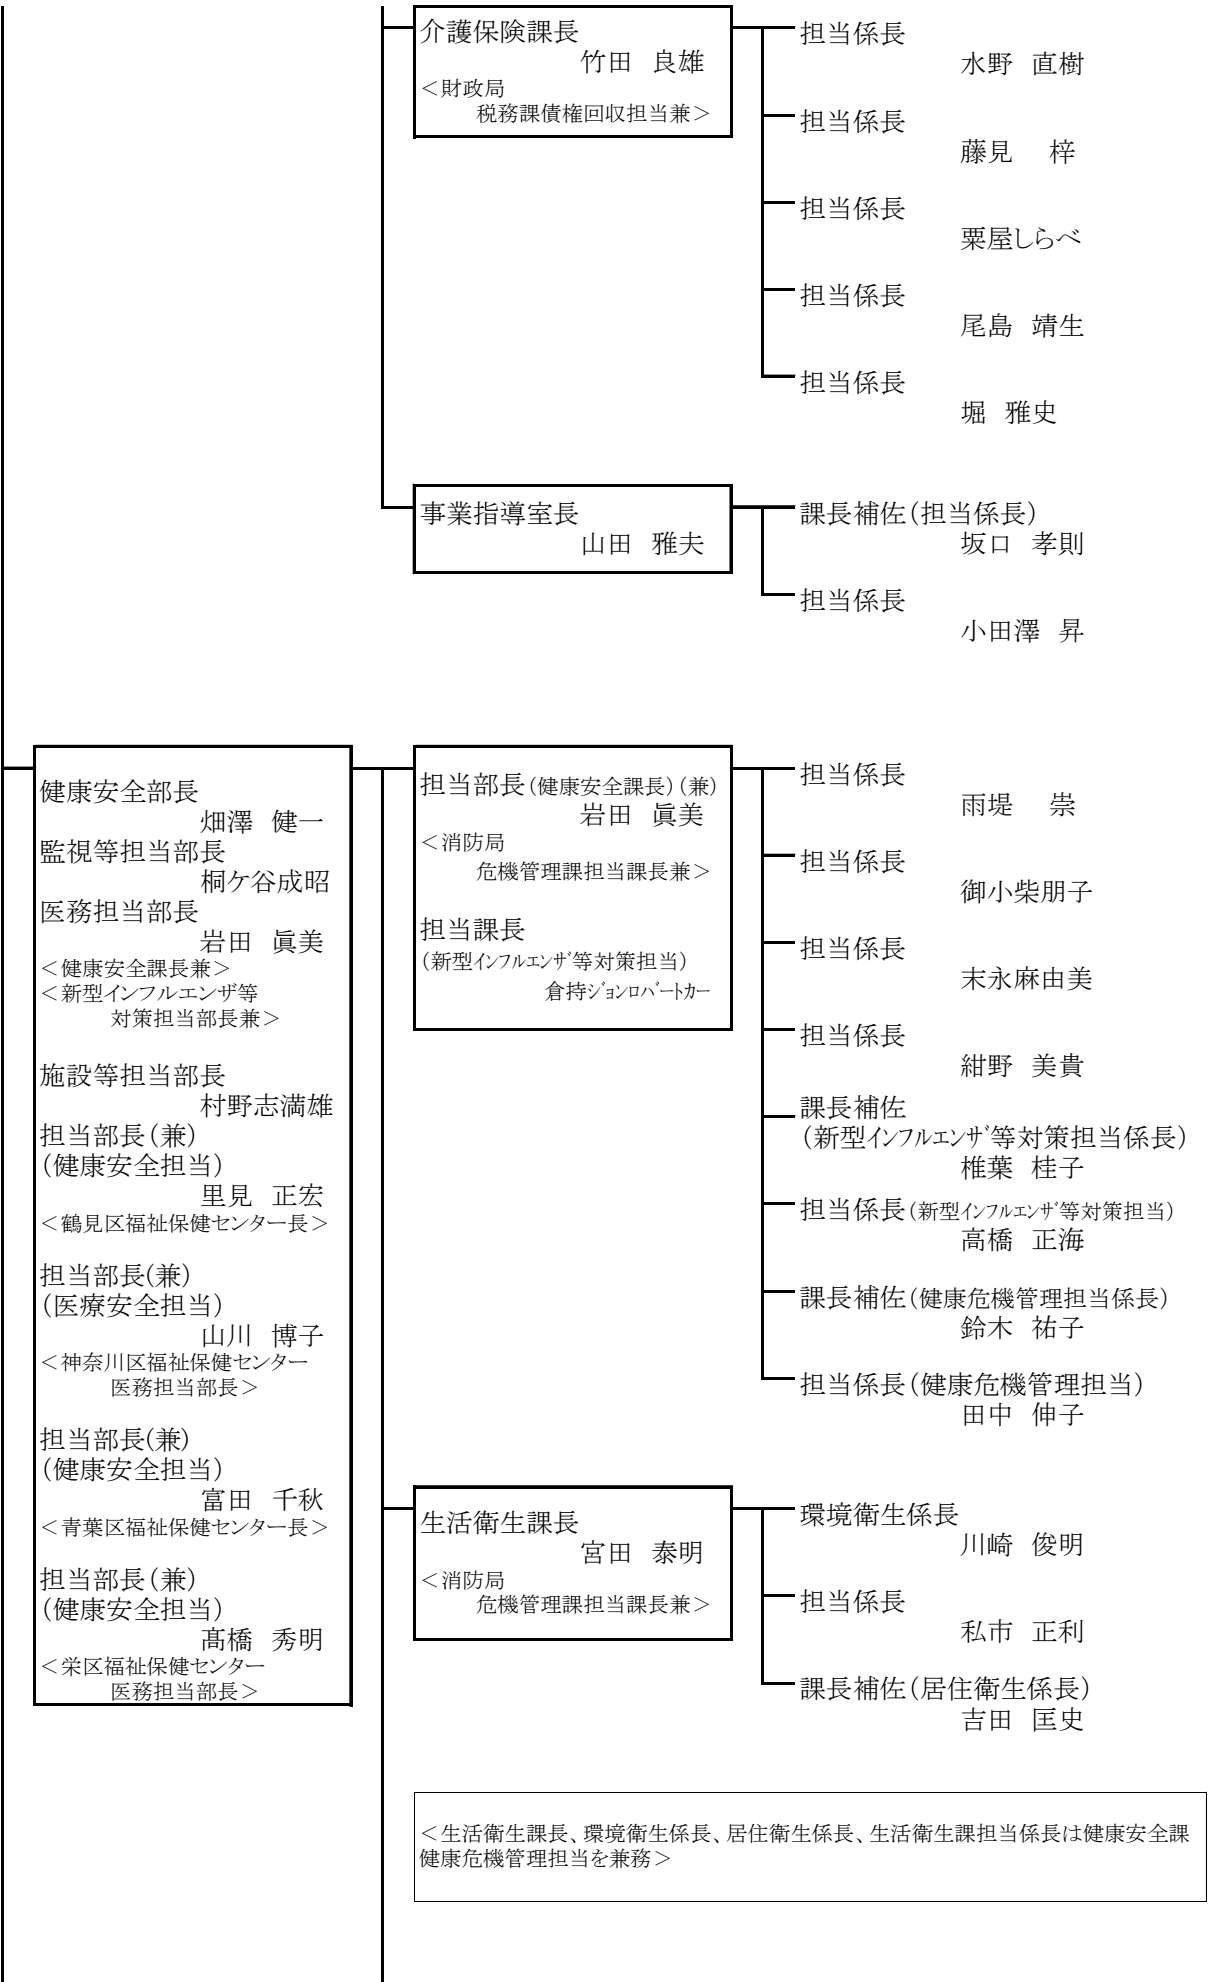 介護保険課長
竹田 良雄
＜財政局
税務課債権回収担当兼＞
担当係長
水野 直樹
担当係長
藤見 梓
担当係長
粟屋しらべ
担当係長
尾島 靖生
担当係長
堀 雅史
事業指導室長
山田 雅夫
課長補佐(担当係長)
坂口 孝則
担当係長
小田澤 昇
健康安全部長
畑澤 健一
監視等担当部長
桐ケ谷成昭
医務担当部長
岩田 眞美
＜健康安全課長兼＞
＜新型インフルエンザ等
対策担当部長兼＞
施設等担当部長
村野志満雄
担当部長(兼)
(健康安全担当)
里見 正宏
＜鶴見区福祉保健センター長＞
担当部長(兼)
(医療安全担当)
山川 博子
＜神奈川区福祉保健センター
医務担当部長＞
担当部長(兼)
(健康安全担当)
富田 千秋
＜青葉区福祉保健センター長＞
担当部長(兼)
(健康安全担当)
髙橋 秀明
＜栄区福祉保健センター
医務担当部長＞
担当部長(健康安全課長)(兼)
岩田 眞美
＜消防局
危機管理課担当課長兼＞
担当課長
(新型ｲﾝﾌﾙｴﾝｻﾞ等対策担当)
倉持ｼﾞｮﾝﾛﾊﾞｰﾄｶｰ
担当係長
雨堤 崇
担当係長
御小柴朋子
担当係長
末永麻由美
担当係長
紺野 美貴
課長補佐
(新型ｲﾝﾌﾙｴﾝｻﾞ等対策担当係長)
椎葉 桂子
担当係長(新型ｲﾝﾌﾙｴﾝｻﾞ等対策担当)
高橋 正海
課長補佐(健康危機管理担当係長)
鈴木 祐子
担当係長(健康危機管理担当)
田中 伸子
生活衛生課長
宮田 泰明
＜消防局
危機管理課担当課長兼＞
環境衛生係長
川崎 俊明
担当係長
私市 正利
課長補佐(居住衛生係長)
吉田 匡史
＜生活衛生課長、環境衛生係長、居住衛生係長、生活衛生課担当係長は健康安全課
健康危機管理担当を兼務＞